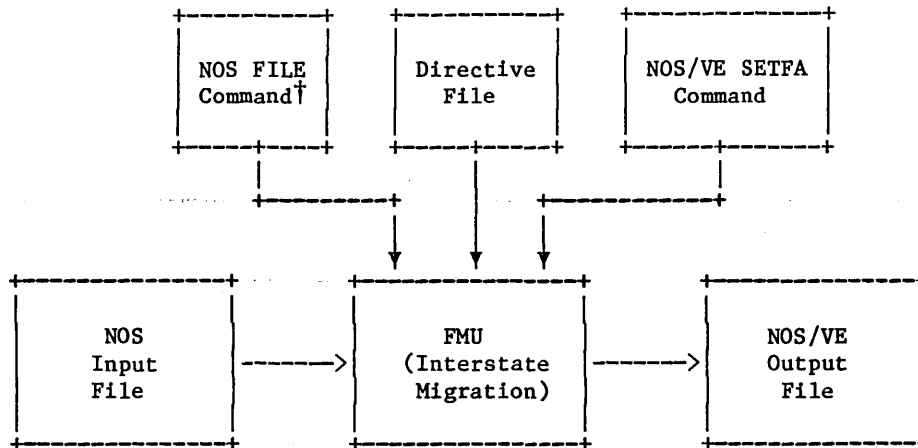 NOS FILE
Command†
Directive
File
NOS/VE SETFA
Command
NOS
Input
File
FMU
(Interstate
Migration)
NOS/VE
Output
File